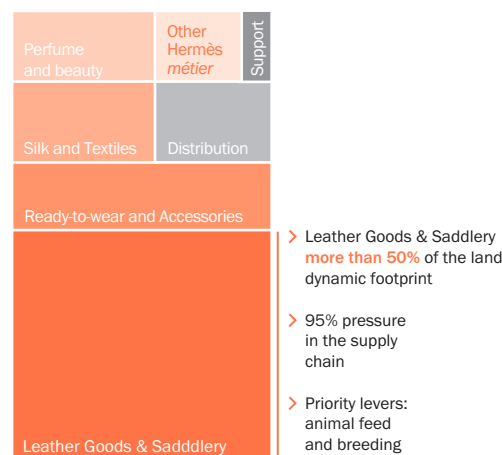 Perfume
and beauty
Other
Hermès
métier
Support
Silk and Textiles
Distribution
Ready-to-wear and Accessories
Leather Goods & Sadddlery
Leather Goods & Saddlery
more than 50% of the land
dynamic footprint
95% pressure
in the supply
chain
Priority levers:
animal feed
and breeding